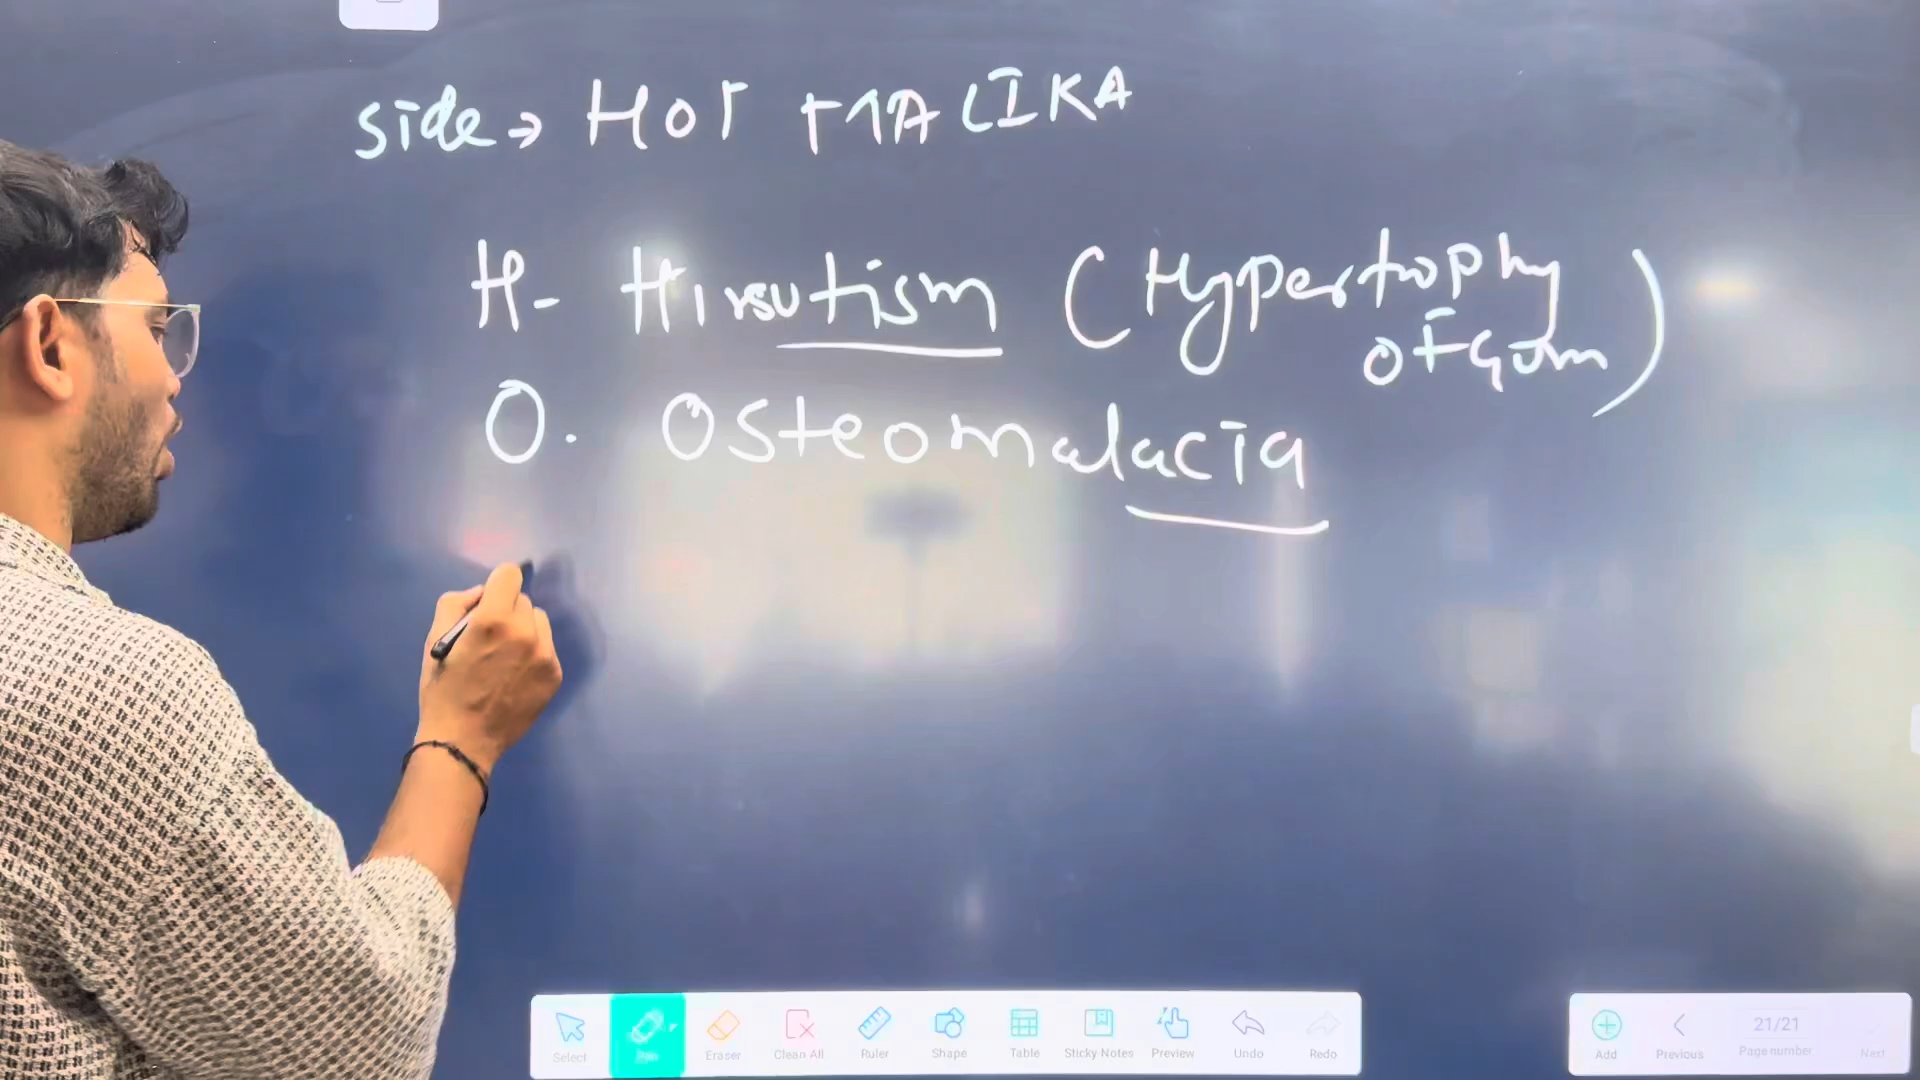 Side → HOT MALIKA
H- Hirsutism (Hypertrophy of Gum)
O. Osteomalacia
Select
Eraser
Clean All
Ruler
Shape
Table
Sticky Notes
Preview
Undo
Redo
Add
Previous
21/21
Page number
Next